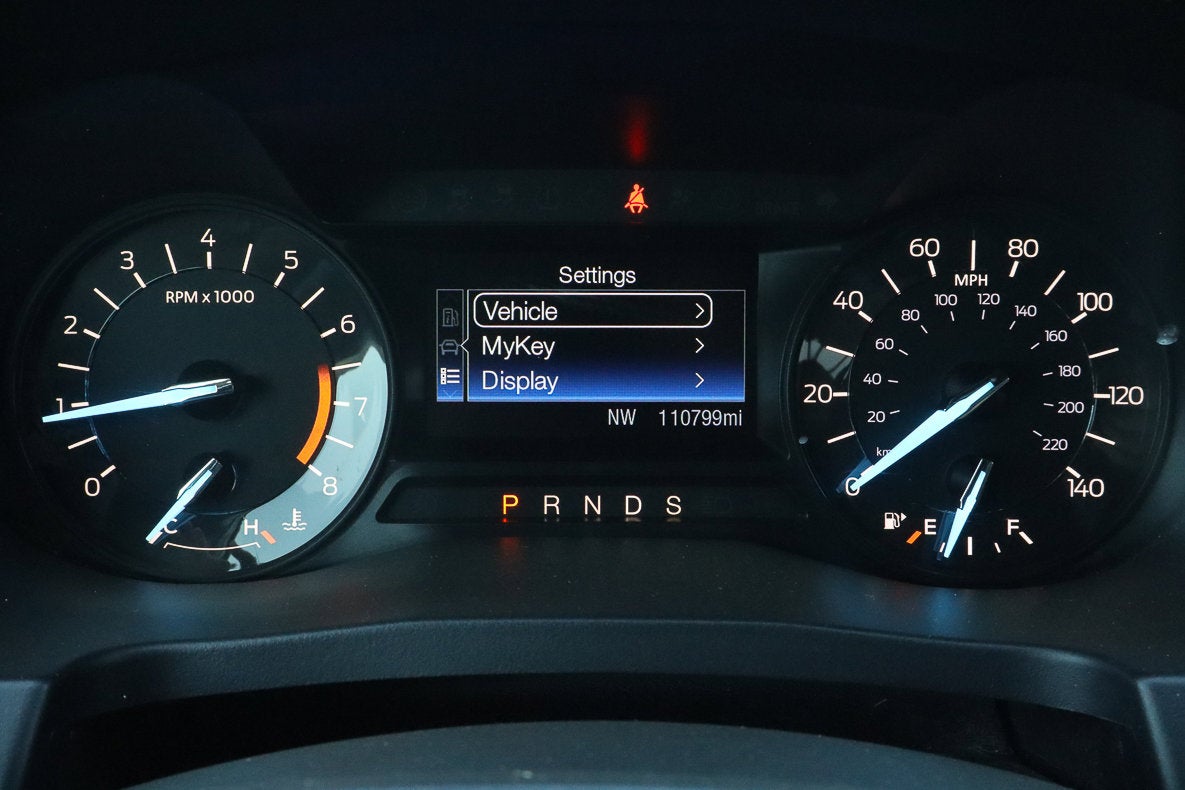 Settings
Vehicle
MyKey
Display
NW 110799mi
P R N D S
0 1 2 3 4 5 6 7 8
RPM x 1000
C H
0 20 40 60 80 100 120 140
MPH
20 40 60 80 100 120 140 160 180 200 220
E F